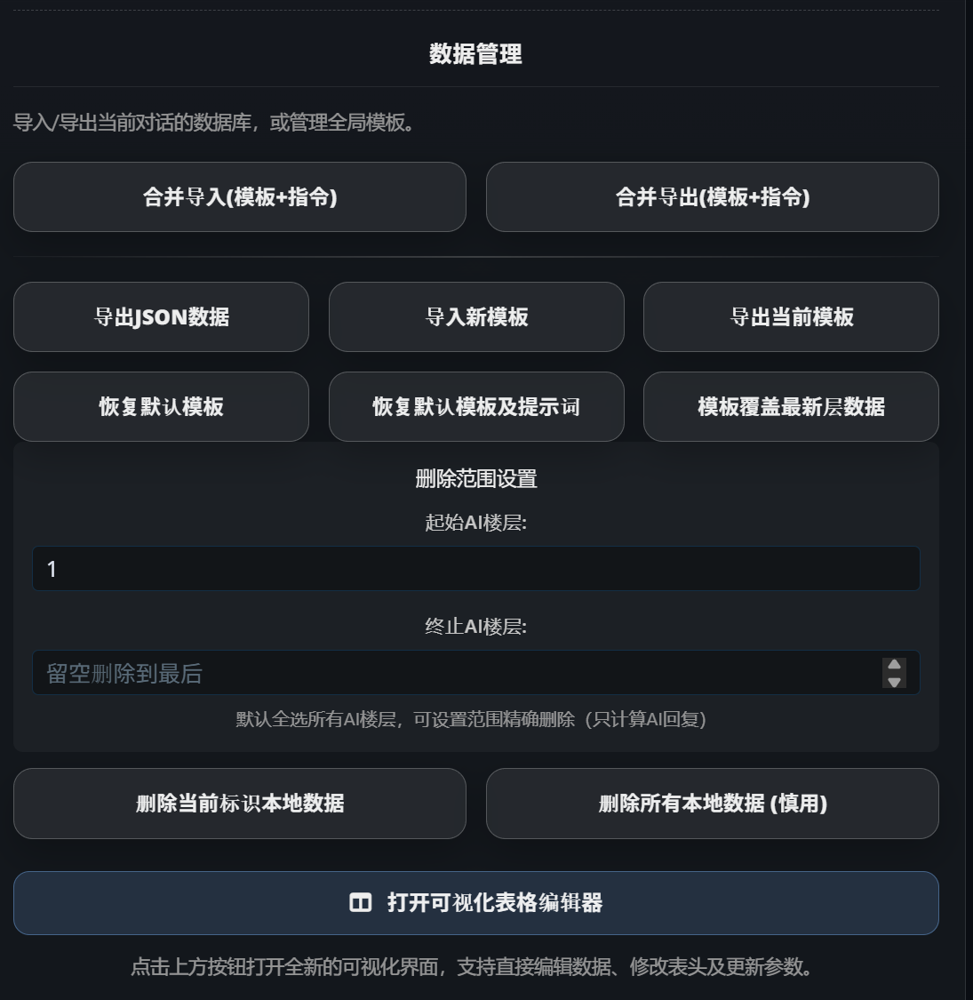 数据管理
导入/导出当前对话的数据库，或管理全局模板。
合并导入(模板+指令)
合并导出(模板+指令)
导出JSON数据
导入新模板
导出当前模板
恢复默认模板
恢复默认模板及提示词
模板覆盖最新层数据
删除范围设置
起始AI楼层:
1
终止AI楼层:
留空删除到最后
默认全选所有AI楼层，可设置范围精确删除（只计算AI回复）
删除当前标识本地数据
删除所有本地数据 (慎用)
打开可视化表格编辑器
点击上方按钮打开全新的可视化界面，支持直接编辑数据、修改表头及更新参数。